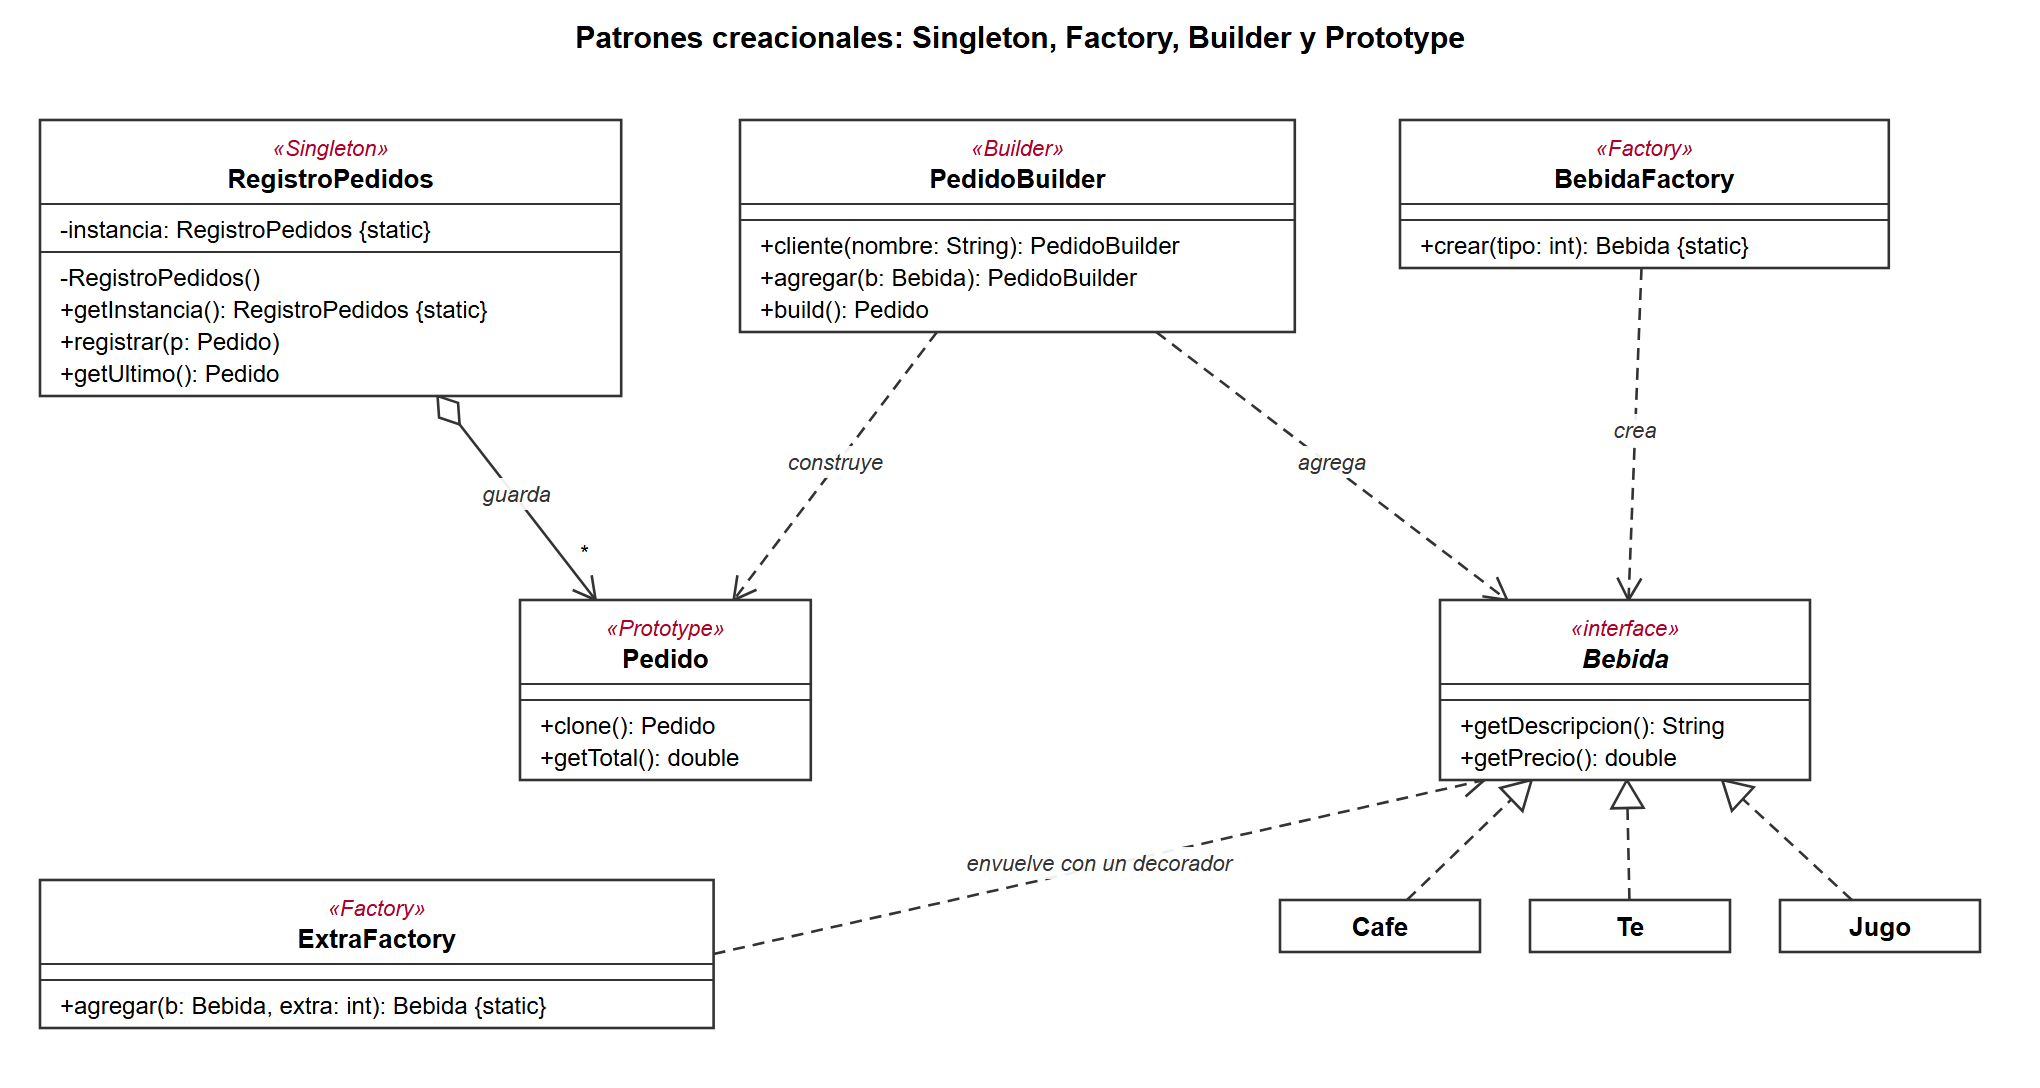 Patrones creacionales: Singleton, Factory, Builder y Prototype
«Singleton»
RegistroPedidos
-instancia: RegistroPedidos {static}
-RegistroPedidos()
+getInstancia(): RegistroPedidos {static}
+registrar(p: Pedido)
+getUltimo(): Pedido
«Builder»
PedidoBuilder
+cliente(nombre: String): PedidoBuilder
+agregar(b: Bebida): PedidoBuilder
+build(): Pedido
«Factory»
BebidaFactory
+crear(tipo: int): Bebida {static}
guarda
*
construye
agrega
crea
«Prototype»
Pedido
+clone(): Pedido
+getTotal(): double
«interface»
Bebida
+getDescripcion(): String
+getPrecio(): double
envuelve con un decorador
«Factory»
ExtraFactory
+agregar(b: Bebida, extra: int): Bebida {static}
Cafe
Te
Jugo